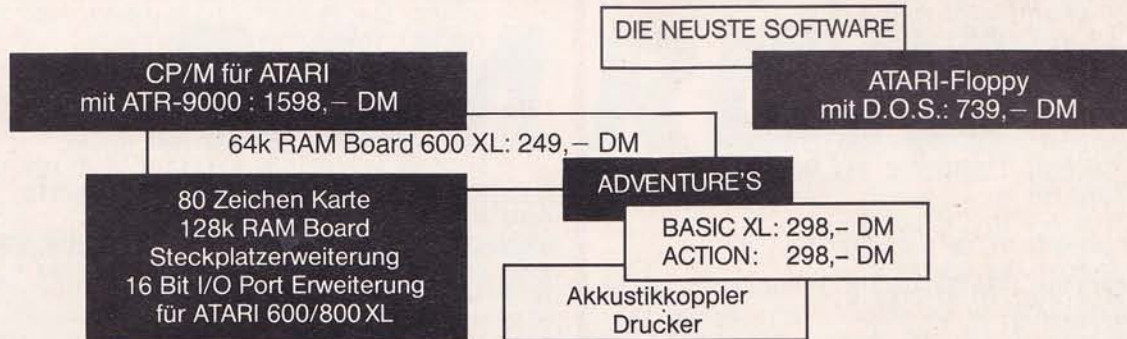 DIE NEUSTE SOFTWARE
CP/M für ATARI
mit ATR-9000 : 1598,– DM
ATARI-Floppy
mit D.O.S.: 739,– DM
64k RAM Board 600 XL: 249,– DM
80 Zeichen Karte
128k RAM Board
Steckplatzerweiterung
16 Bit I/O Port Erweiterung
für ATARI 600/800 XL
ADVENTURE'S
BASIC XL: 298,– DM
ACTION: 298,– DM
Akkustikkoppler
Drucker